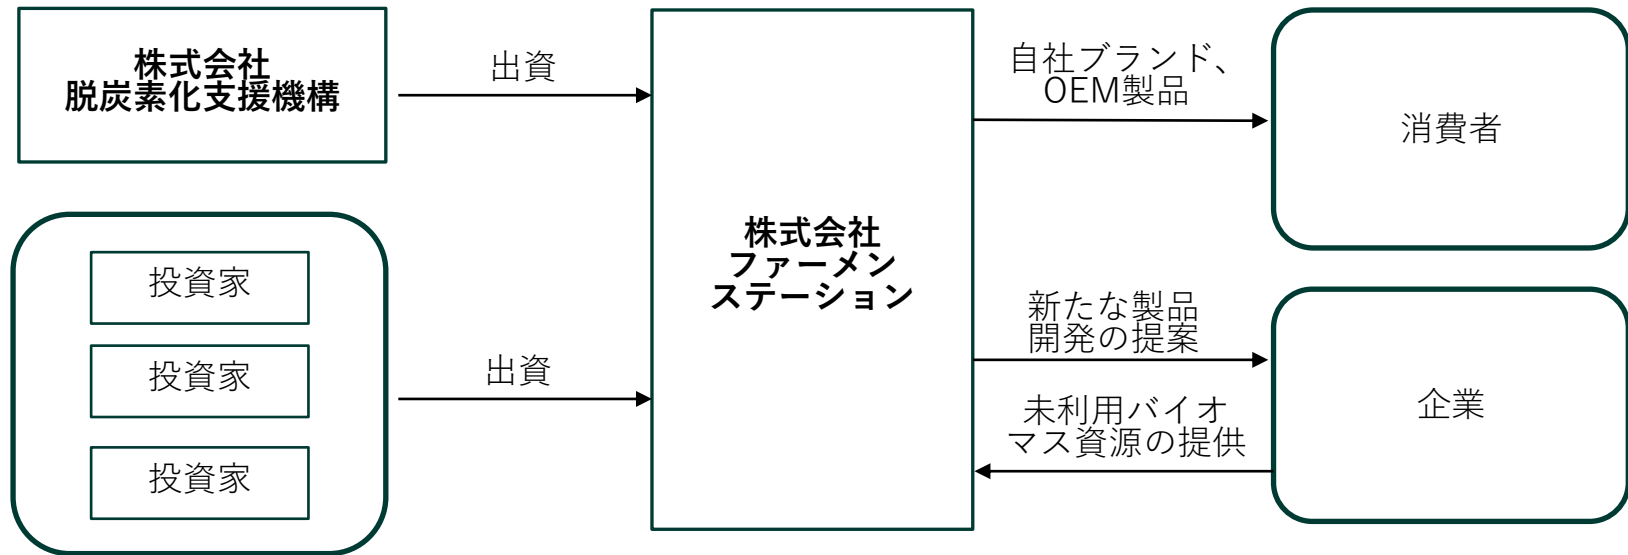 株式会社
脱炭素化支援機構
出資
投資家
投資家
投資家
出資
株式会社
ファーメン
ステーション
自社ブランド、
OEM製品
消費者
新たな製品
開発の提案
未利用バイオ
マス資源の提供
企業